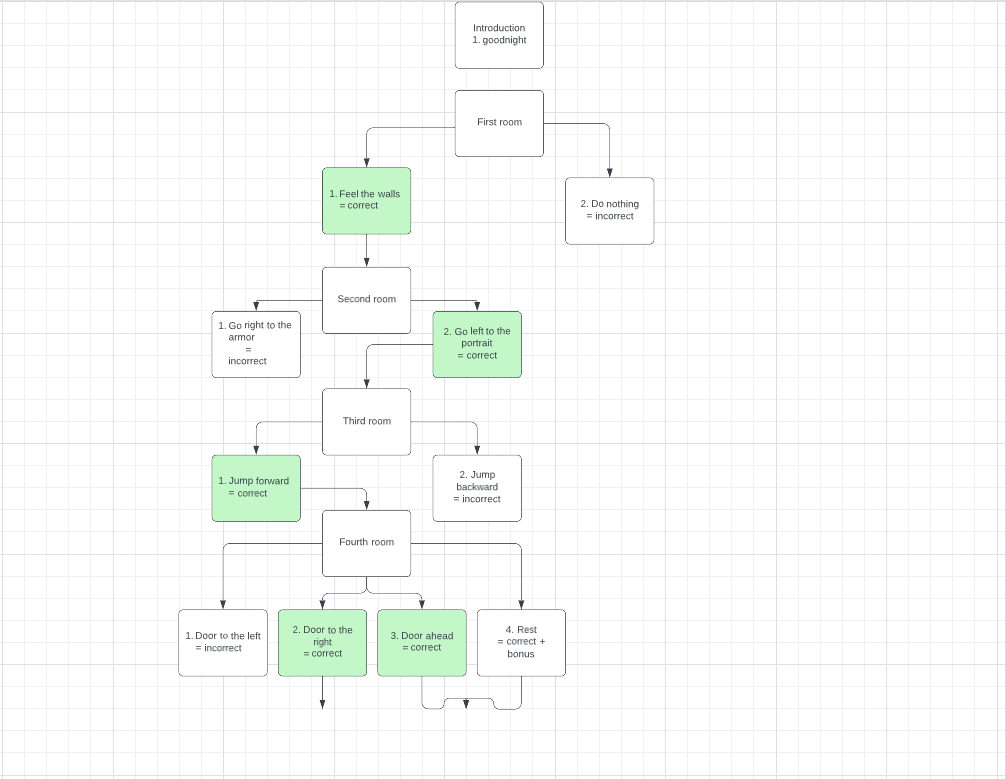 Introduction
1. goodnight
First room
1. Feel the walls
= correct
2. Do nothing
= incorrect
Second room
1. Go right to the
armor
=
incorrect
2. Go left to the
portrait
= correct
Third room
1. Jump forward
= correct
2. Jump
backward
= incorrect
Fourth room
1. Door to the left
= incorrect
2. Door to the
right
= correct
3. Door ahead
= correct
4. Rest
= correct +
bonus